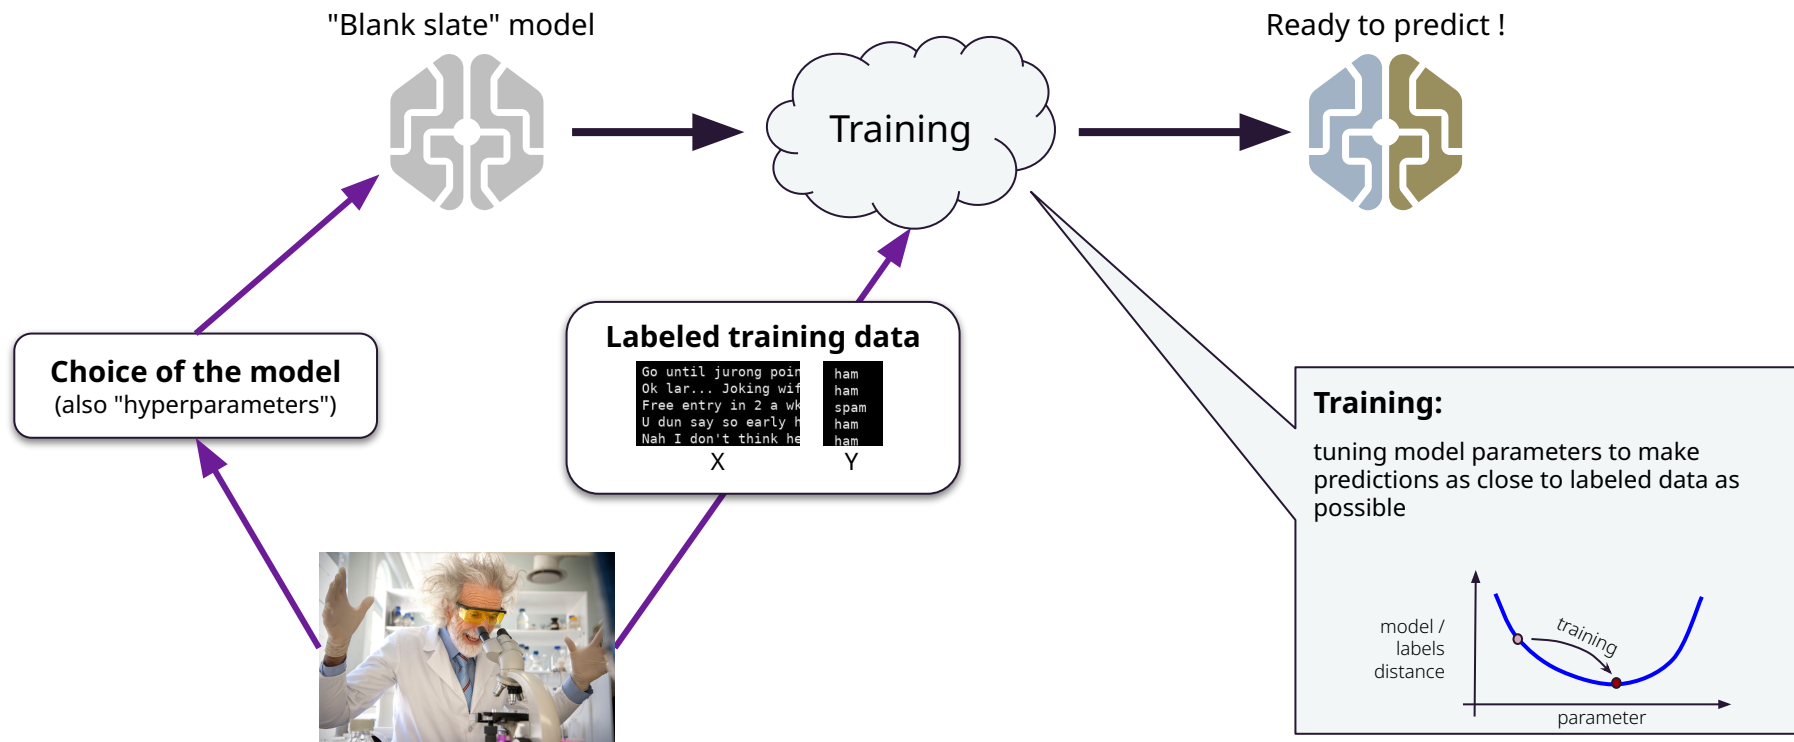 "Blank slate" model
Training
Ready to predict !
Choice of the model
(also "hyperparameters")
Labeled training data
Go until jurong poin
Ok lar... Joking wif
Free entry in 2 a wk
U dun say so early h
Nah I don't think he
X
ham
ham
spam
ham
ham
Y
Training:
tuning model parameters to make
predictions as close to labeled data as
possible
model /
labels
distance
training
parameter